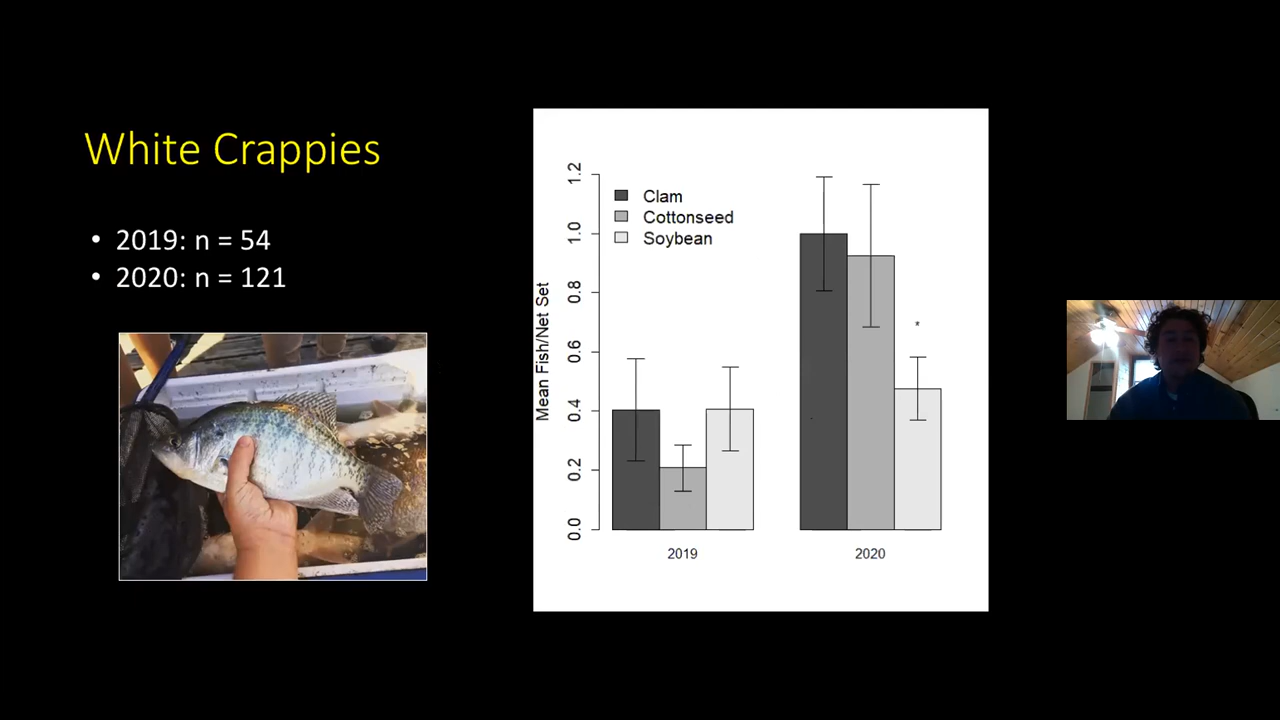 White Crappies
• 2019: n = 54
• 2020: n = 121
Mean Fish/Net Set
1.2
1.0
0.8
0.6
0.4
0.2
0.0
Clam
Cottonseed
Soybean
*
2019
2020